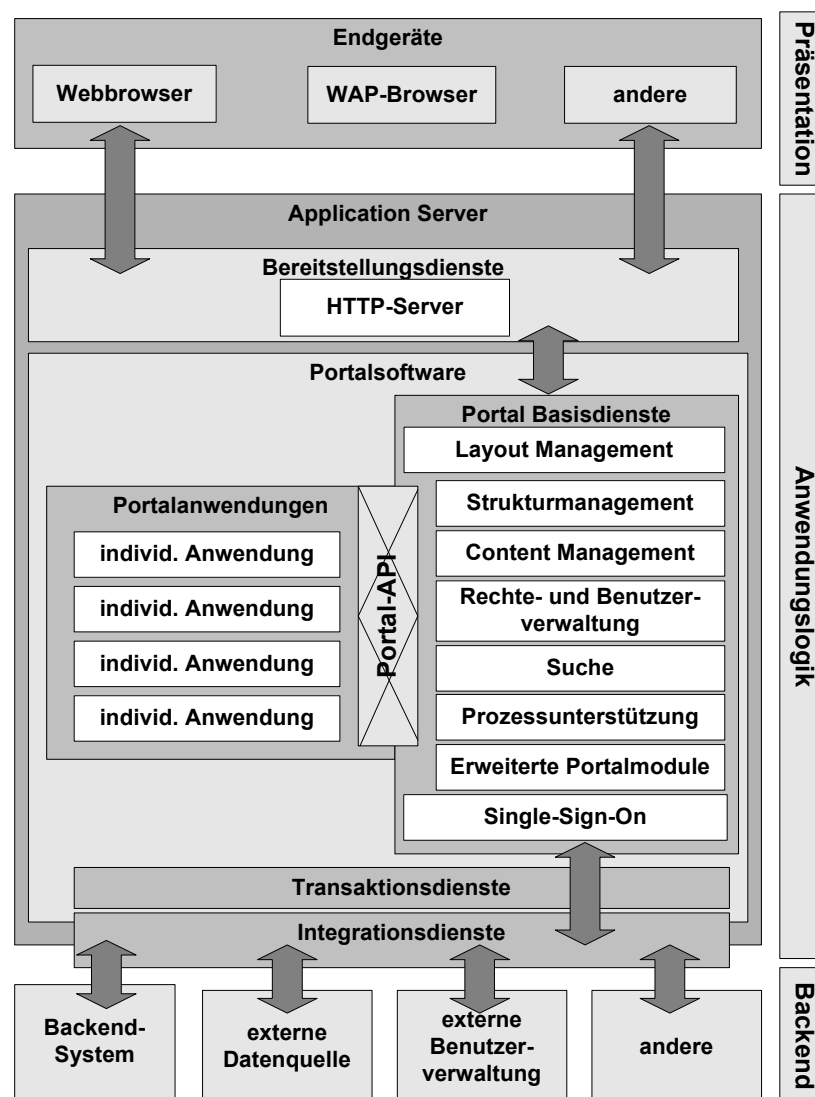 Endgeräte
Webbrowser
WAP-Browser
andere
Präsentation
Application Server
Bereitstellungsdienste
HTTP-Server
Portalsoftware
Portal Basisdienste
Layout Management
Portalanwendungen
individ. Anwendung
individ. Anwendung
individ. Anwendung
individ. Anwendung
Portal-API
Strukturmanagement
Content Management
Rechte- und Benutzer-
verwaltung
Suche
Prozessunterstützung
Erweiterte Portalmodule
Single-Sign-On
Anwendungslogik
Transaktionsdienste
Integrationsdienste
Backend-
System
externe
Datenquelle
externe
Benutzer-
verwaltung
andere
Backend